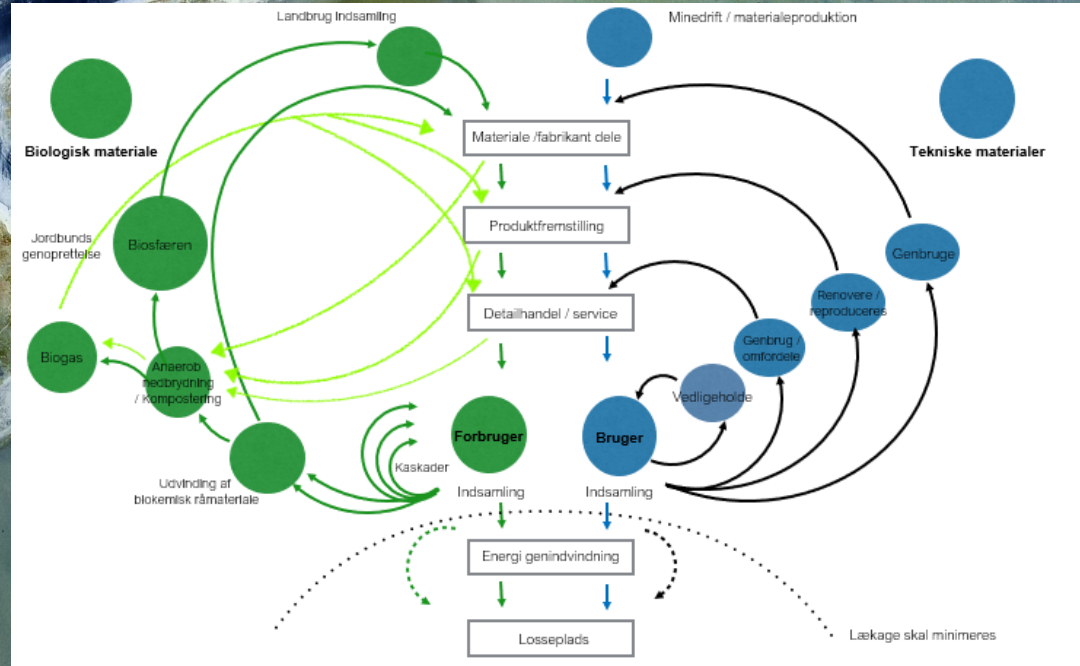 Landbrug Indsamling
Minedrift / materialeproduktion
Biologisk materiale
Materiale /fabrikant dele
Tekniske materialer
Jordbunds
genoprettelse
Biosfæren
Produktfremstilling
Genbruge
Detailhandel / service
Renovere /
reproduceres
Biogas
Anaerob
nedbrydning
/ Kompostering
Genbrug /
omfordele
Vedligeholde
Forbruger
Bruger
Kaskader
Udvinding af
biokemisk råmateriale
Indsamling
Indsamling
Energi genindvinding
Losseplads
Lækage skal minimeres